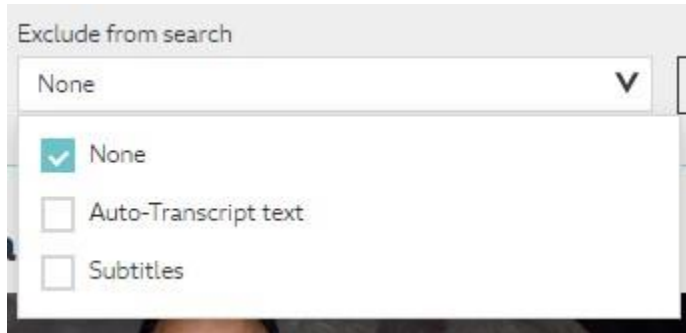 Exclude from search
None
None
Auto-Transcript text
Subtitles